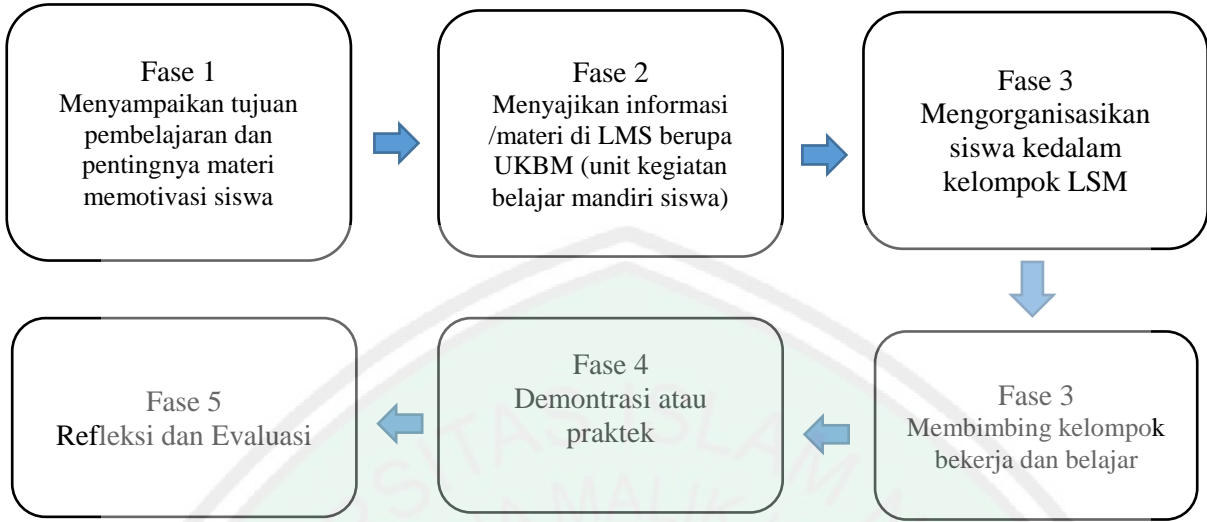 Fase 1
Menyampaikan tujuan
pembelajaran dan
pentingnya materi
memotivasi siswa
Fase 2
Menyajikan informasi
/materi di LMS berupa
UKBM (unit kegiatan
belajar mandiri siswa)
Fase 3
Mengorganisasikan
siswa kedalam
kelompok LSM
Fase 3
Membimbing kelompok
bekerja dan belajar
Fase 4
Demontrasi atau
praktek
Fase 5
Refleksi dan Evaluasi